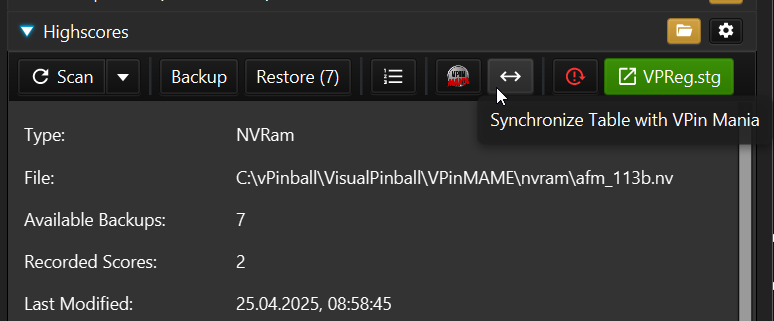 Highscores
Scan Backup Restore (7) VPReg.stg
Synchronize Table with VPin Mania
Type: NVRam
File: C:\vPinball\VisualPinball\VPinMAME\nvram\afm_113b.nv
Available Backups: 7
Recorded Scores: 2
Last Modified: 25.04.2025, 08:58:45